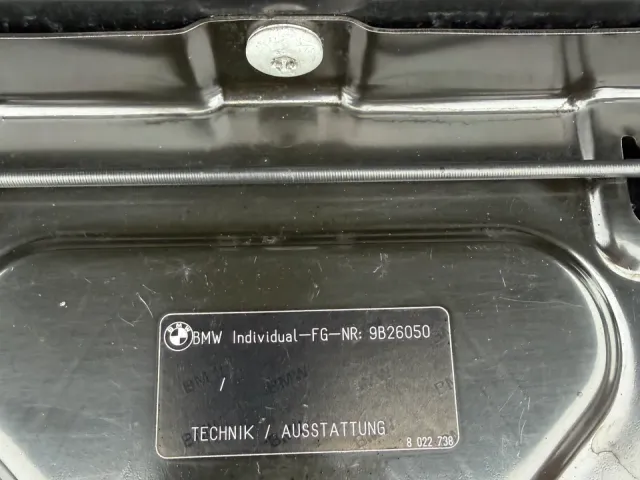 BMW Individual-FG-NR: 9B26050
/
TECHNIK / AUSSTATTUNG
8 022 738